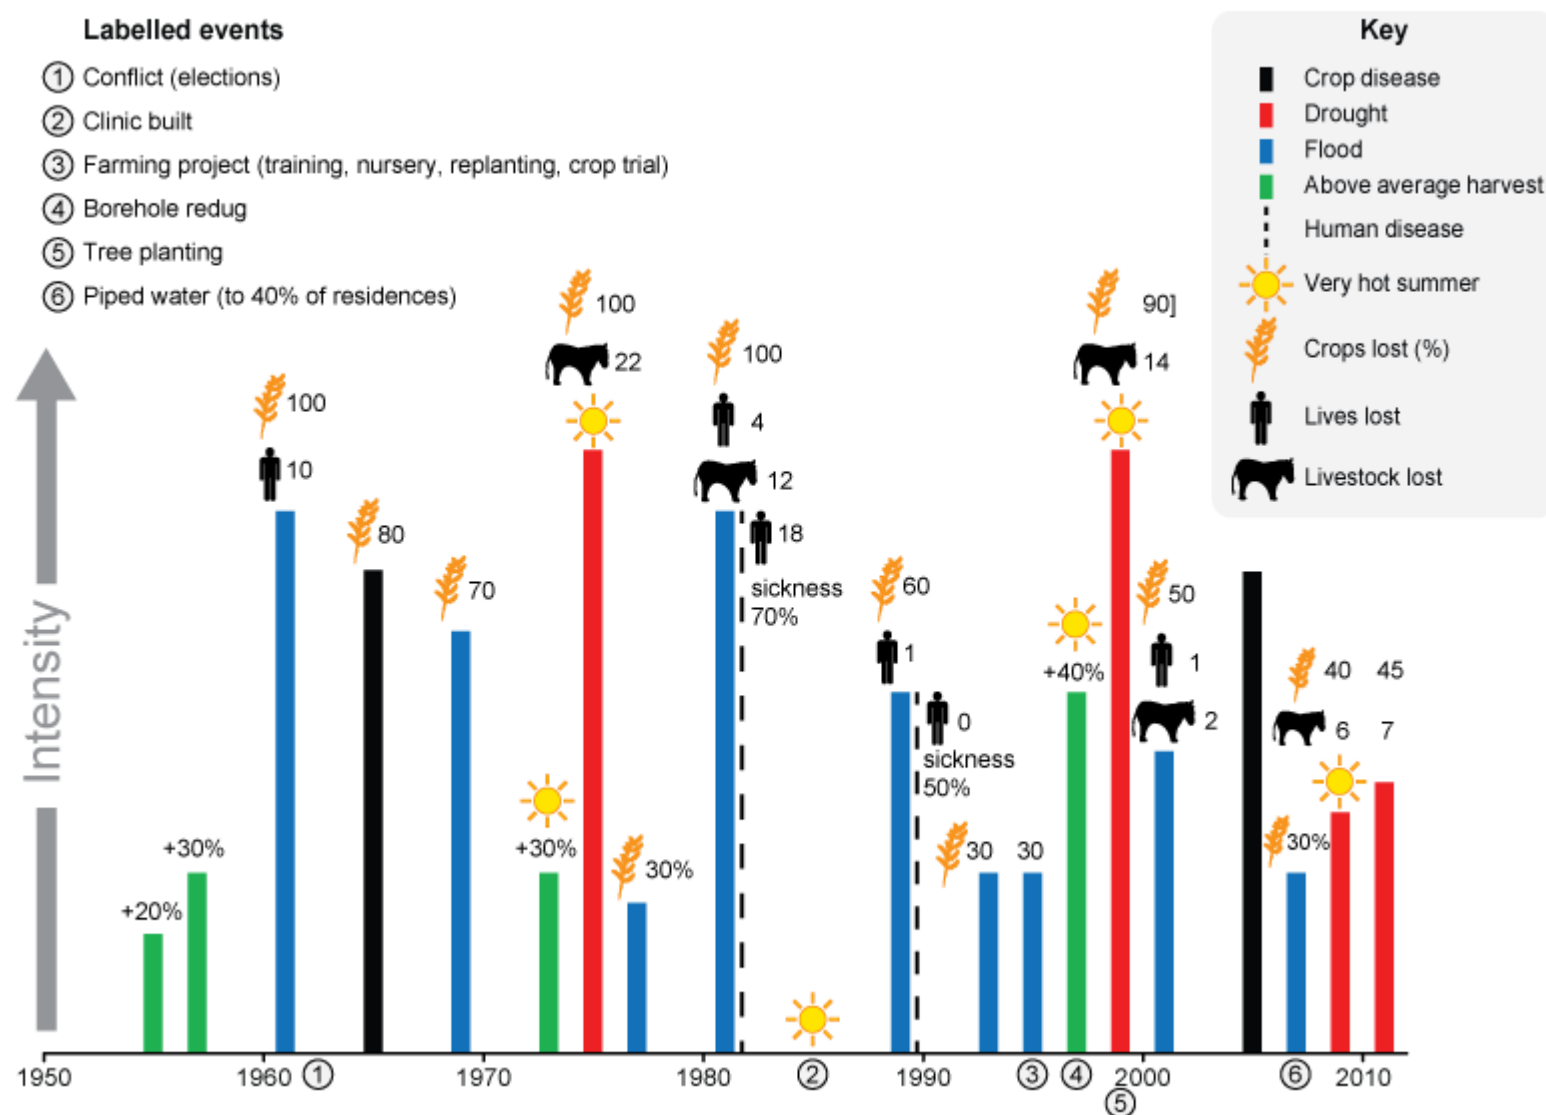 Labelled events
① Conflict (elections)
② Clinic built
③ Farming project (training, nursery, replanting, crop trial)
④ Borehole redug
⑤ Tree planting
⑥ Piped water (to 40% of residences)
Key
Crop disease
Drought
Flood
Above average harvest
Human disease
Very hot summer
Crops lost (%)
Lives lost
Livestock lost
Intensity
+20%
+30%
100
10
80
70
+30%
100
22
30%
100
4
12
18
sickness
70%
60
1
0
sickness
50%
30
30
+40%
90]
14
50
1
2
30%
40 45
6 7
1950 1960 ① 1970 1980 ② 1990 ③ ④ 2000 ⑥ 2010
⑤